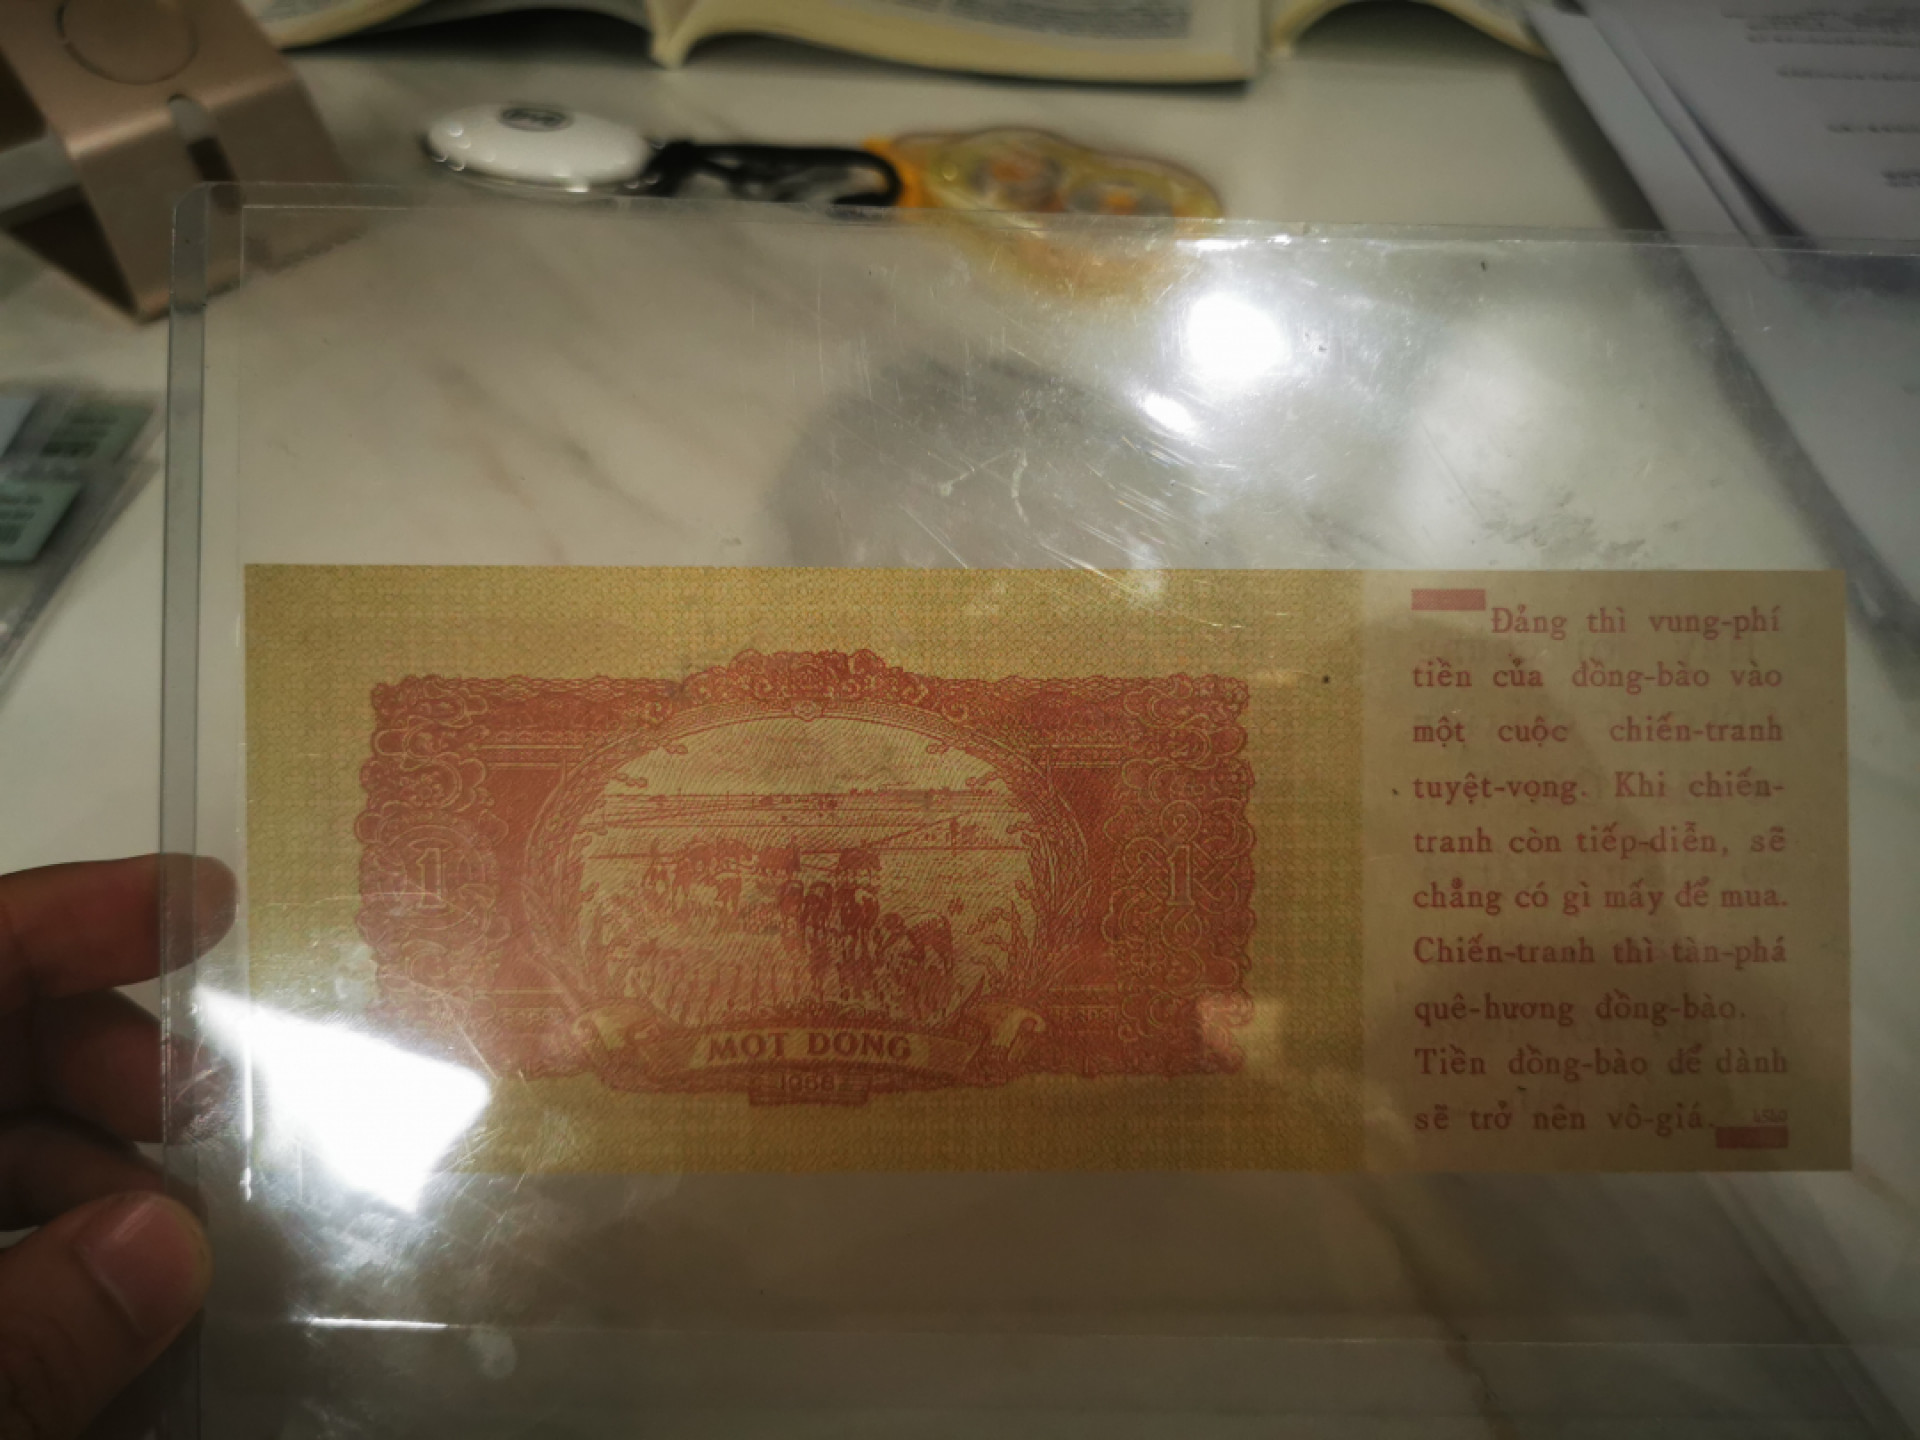 Đảng thì vung-phí
tiền của đồng-bào vào
một cuộc chiến-tranh
tuyệt-vọng. Khi chiến-
tranh còn tiếp-diễn, sẽ
chẳng có gì mấy để mua.
Chiến-tranh thì tàn-phá
quê-hương đồng-bào.
Tiền đồng-bào để dành
sẽ trở nên vô-giá.
1
1
MỘT ĐỒNG